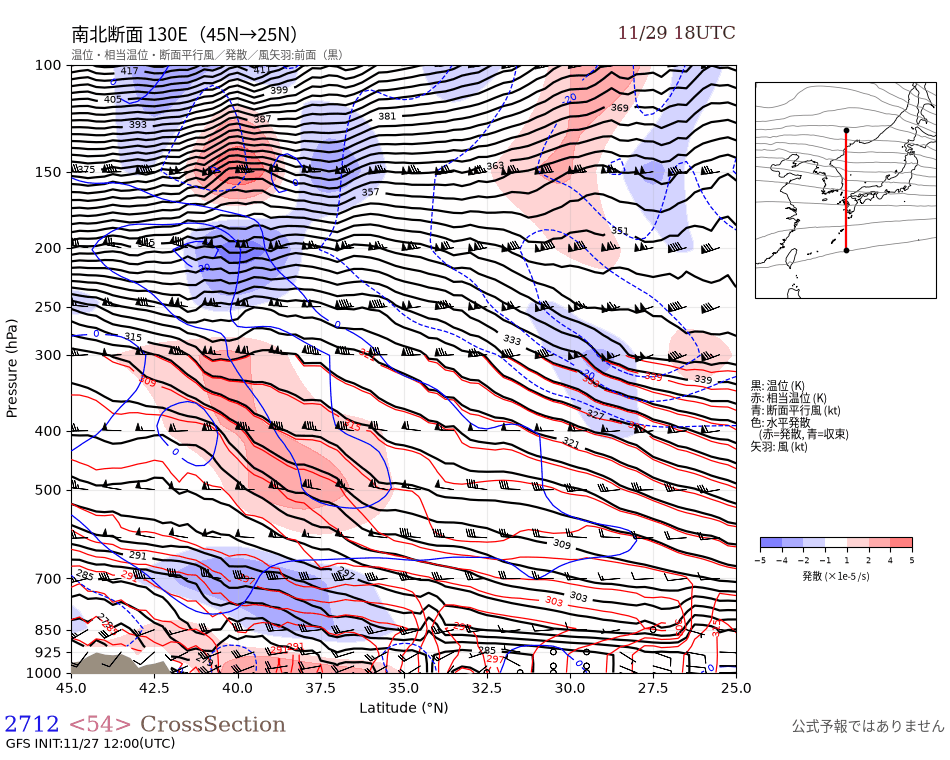 南北断面 130E（45N→25N）
11/29 18UTC
温位・相当温位・断面平行風／発散／風矢羽:前面（黒）
100
150
200
250
300
400
500
700
850
925
1000
Pressure (hPa)
417
411
405
399
393
387
381
375
369
363
357
351
345
339
333
327
321
315
309
303
297
291
285
45.0
42.5
40.0
37.5
35.0
32.5
30.0
27.5
25.0
Latitude (°N)
黒: 温位 (K)
赤: 相当温位 (K)
青: 断面平行風 (kt)
色: 水平発散
(赤=発散, 青=収束)
矢羽: 風 (kt)
−5 −4 −2 −1 1 2 4 5
発散 (×1e-5 /s)
2712 <54> CrossSection
公式予報ではありません
GFS INIT:11/27 12:00(UTC)